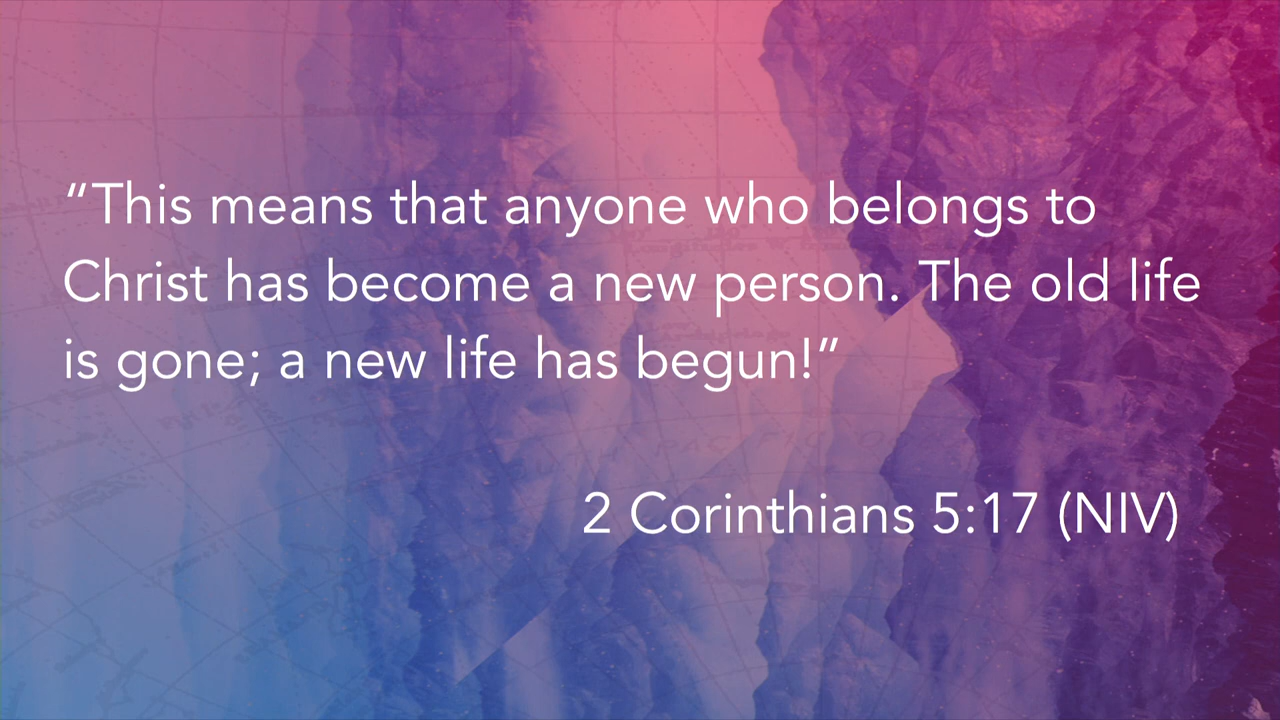 “This means that anyone who belongs to
Christ has become a new person. The old life
is gone; a new life has begun!”
2 Corinthians 5:17 (NIV)